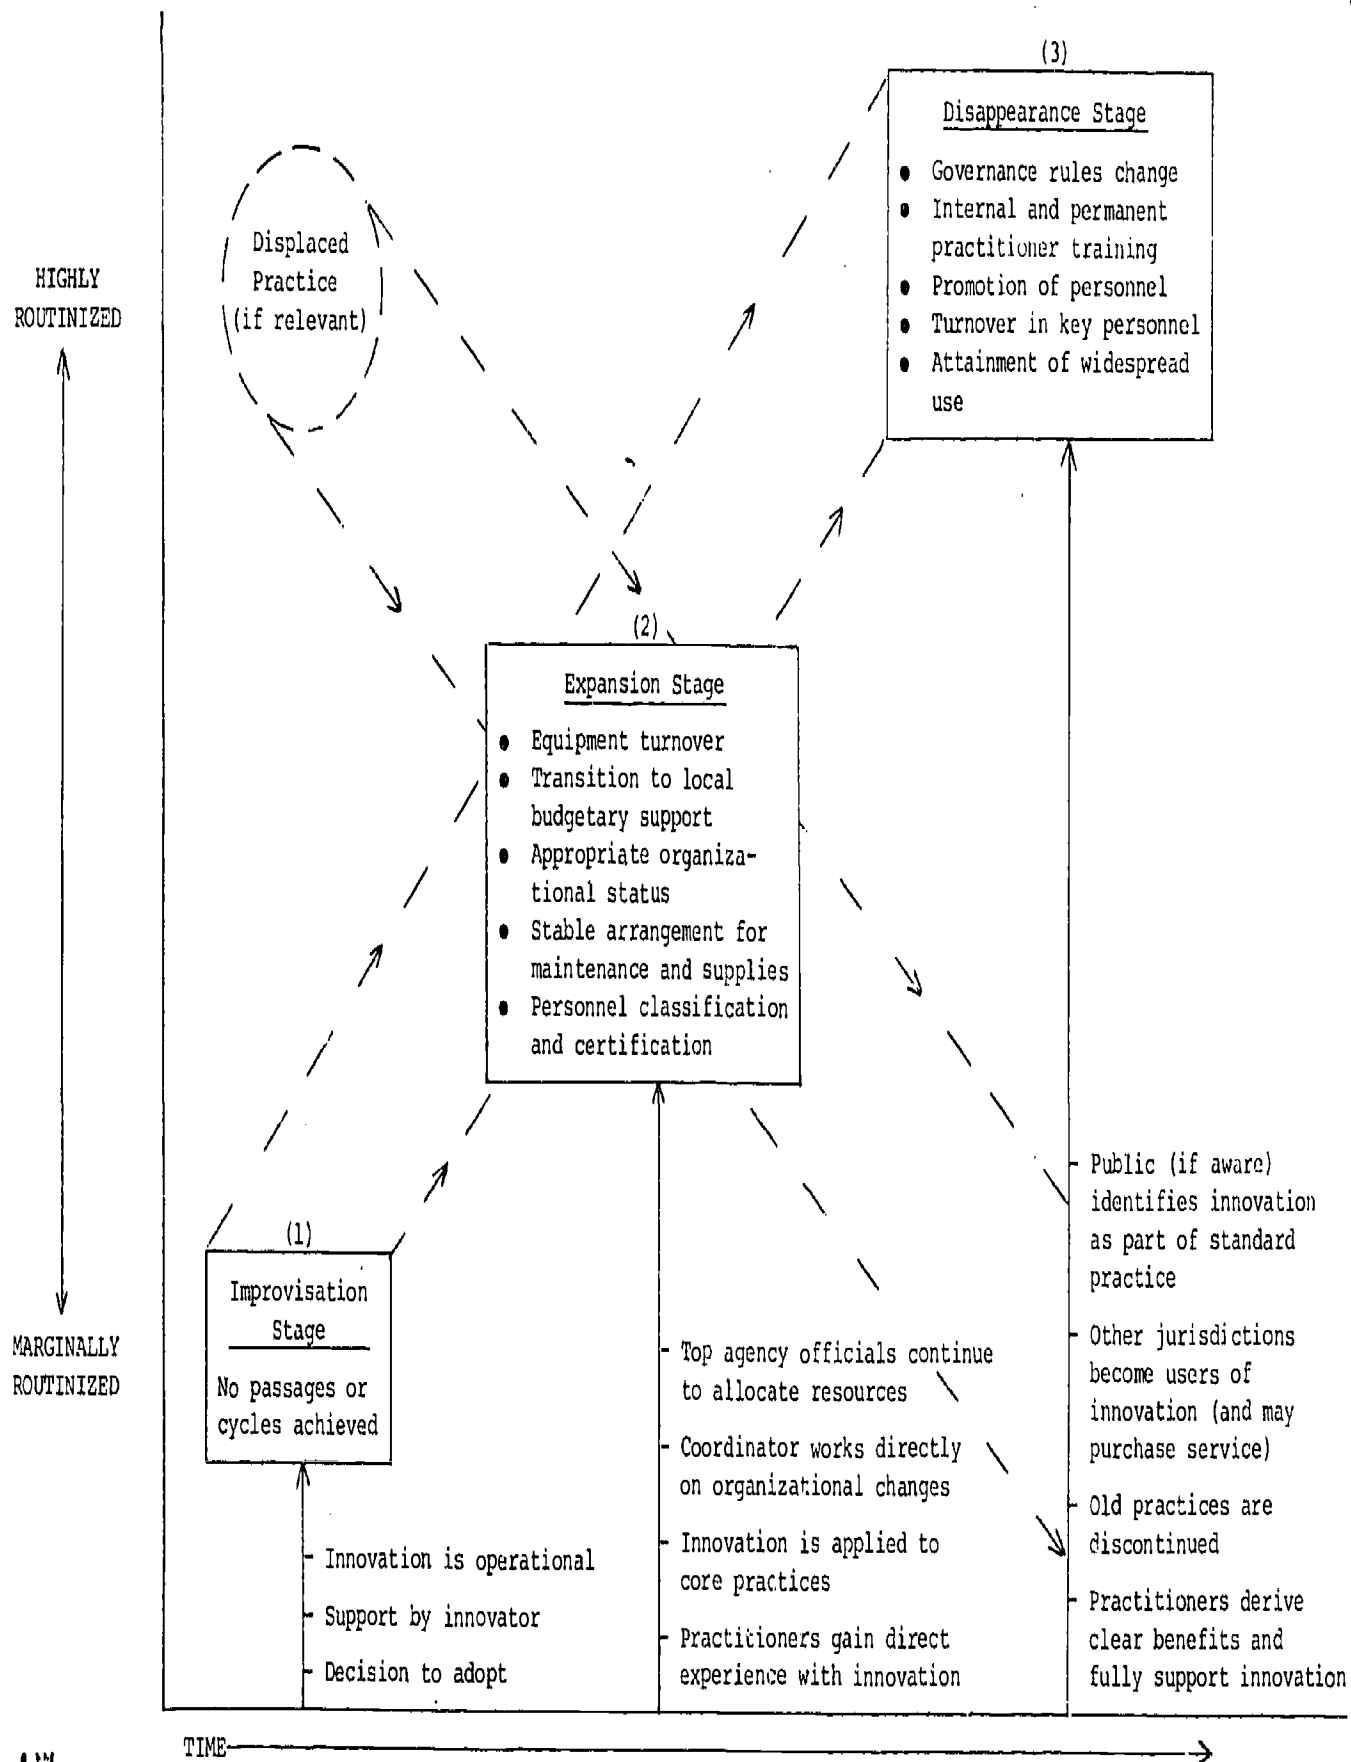 (3)
Disappearance Stage
● Governance rules change
● Internal and permanent
practitioner training
● Promotion of personnel
● Turnover in key personnel
● Attainment of widespread
use
Displaced
Practice
(if relevant)
HIGHLY
ROUTINIZED
(2)
Expansion Stage
● Equipment turnover
● Transition to local
budgetary support
● Appropriate organiza-
tional status
● Stable arrangement for
maintenance and supplies
● Personnel classification
and certification
(1)
Improvisation
Stage
No passages or
cycles achieved
MARGINALLY
ROUTINIZED
- Innovation is operational
- Support by innovator
- Decision to adopt
- Top agency officials continue
to allocate resources
- Coordinator works directly
on organizational changes
- Innovation is applied to
core practices
- Practitioners gain direct
experience with innovation
- Public (if aware)
identifies innovation
as part of standard
practice
- Other jurisdictions
become users of
innovation (and may
purchase service)
- Old practices are
discontinued
- Practitioners derive
clear benefits and
fully support innovation
TIME